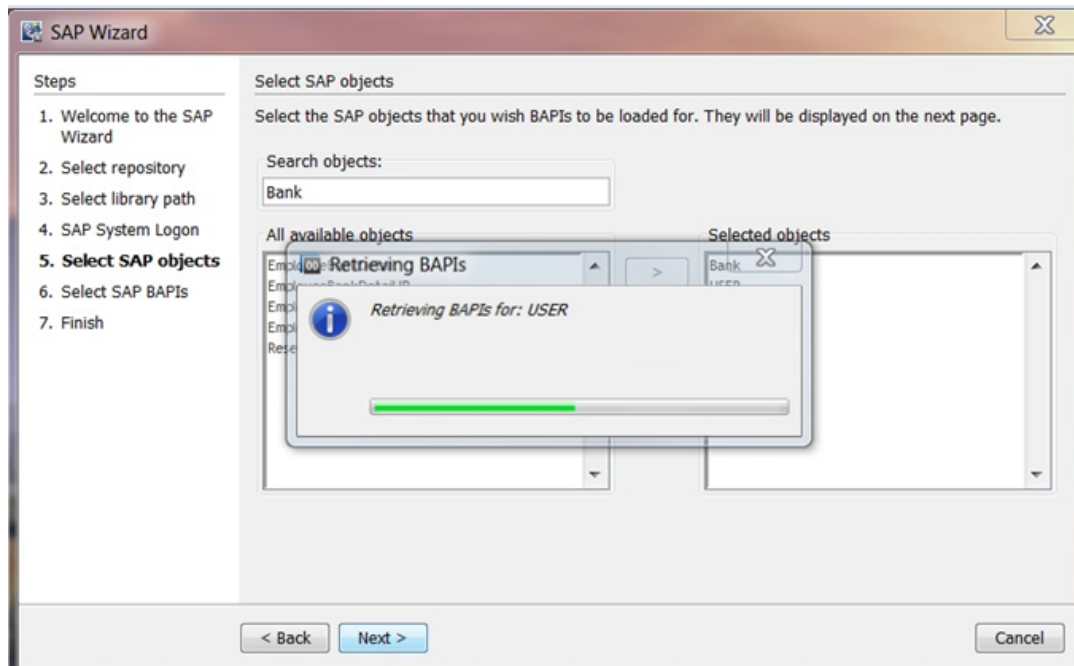 SAP Wizard
Steps
1. Welcome to the SAP
Wizard
2. Select repository
3. Select library path
4. SAP System Logon
5. Select SAP objects
6. Select SAP BAPIs
7. Finish
Select SAP objects
Select the SAP objects that you wish BAPIs to be loaded for. They will be displayed on the next page.
Search objects:
Bank
All available objects
Selected objects
>
Bank
USER
Retrieving BAPIs
Retrieving BAPIs for: USER
< Back
Next >
Cancel